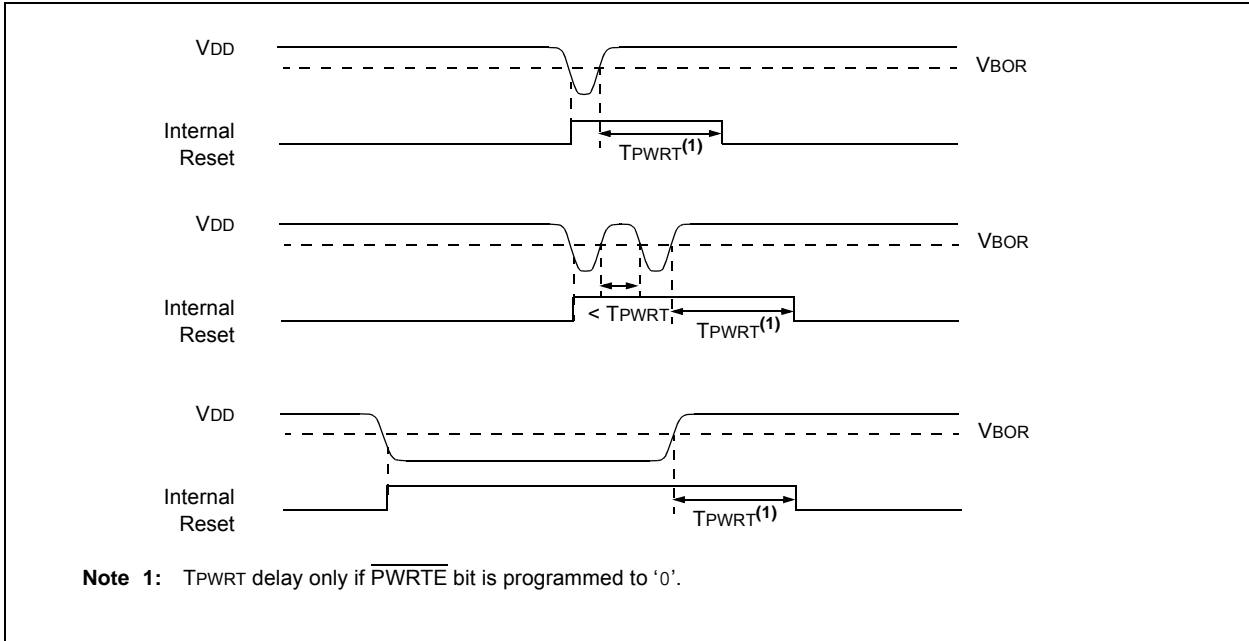 VDD
VBOR
Internal
Reset
TPWRT(1)
VDD
VBOR
Internal
Reset
< TPWRT
TPWRT(1)
VDD
VBOR
Internal
Reset
TPWRT(1)
Note 1: TPWRT delay only if PWRTE bit is programmed to ‘0’.